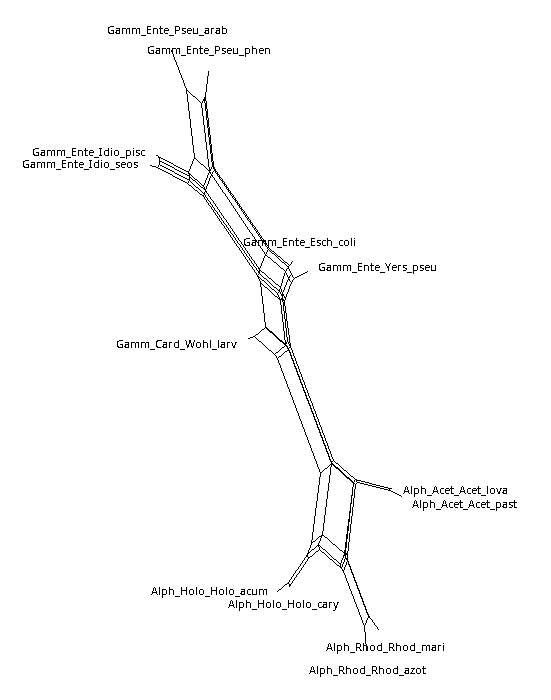 Gamm_Ente_Pseu_arab
Gamm_Ente_Pseu_phen
Gamm_Ente_Idio_pisc
Gamm_Ente_Idio_seos
Gamm_Ente_Esch_coli
Gamm_Ente_Yers_pseu
Gamm_Card_Wohl_larv
Alph_Acet_Acet_lova
Alph_Acet_Acet_past
Alph_Holo_Holo_acum
Alph_Holo_Holo_cary
Alph_Rhod_Rhod_mari
Alph_Rhod_Rhod_azot